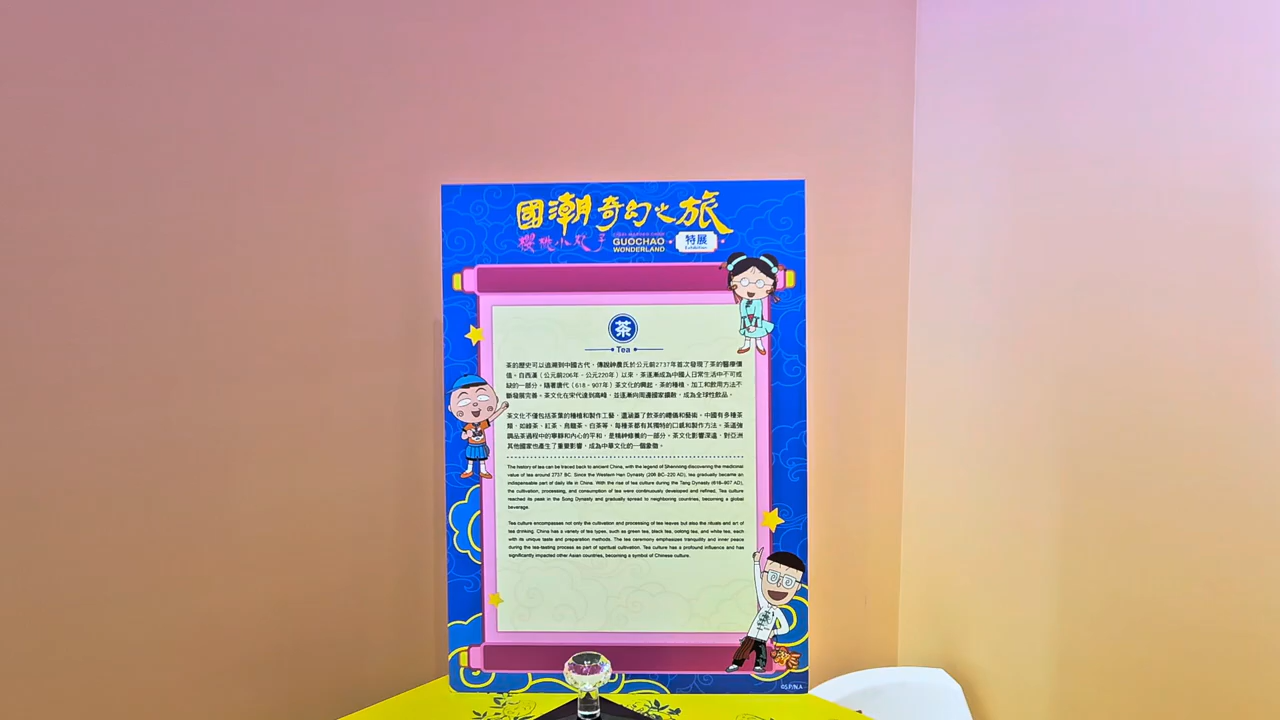 國潮奇幻之旅
櫻桃小丸子
GUOCHAO
WONDERLAND
特展
Exhibition
茶
Tea
茶的歷史可以追溯到中國古代，傳說神農氏於公元前2737年首次發現了茶的醫療價
值。自西漢（公元前206年 - 公元220年）以來，茶逐漸成為中國人日常生活中不可或
缺的一部分。隨著唐代（618 - 907年）茶文化的興起，茶的種植、加工和飲用方法不
斷發展完善。茶文化在宋代達到高峰，並逐漸向周邊國家擴散，成為全球性飲品。
茶文化不僅包括茶葉的種植和製作工藝，還涵蓋了飲茶的禮儀和藝術。中國有多種茶
類，如綠茶、紅茶、烏龍茶、白茶等，每種茶都有其獨特的口感和製作方法。茶道強
調品茶過程中的寧靜和內心的平和，是精神修養的一部分。茶文化影響深遠，對亞洲
其他國家也產生了重要影響，成為中華文化的一個象徵。
The history of tea can be traced back to ancient China, with the legend of Shennong discovering the medicinal
value of tea around 2737 BC. Since the Western Han Dynasty (206 BC–220 AD), tea gradually became an
indispensable part of daily life in China. With the rise of tea culture during the Tang Dynasty (618–907 AD),
the cultivation, processing, and consumption of tea were continuously developed and refined. Tea culture
reached its peak in the Song Dynasty and gradually spread to neighboring countries, becoming a global
beverage.
Tea culture encompasses not only the cultivation and processing of tea leaves but also the rituals and art of
tea drinking. China has a variety of tea types, such as green tea, black tea, oolong tea, and white tea, each
with its unique taste and preparation methods. The tea ceremony emphasizes tranquility and inner peace
during the tea-tasting process as part of spiritual cultivation. Tea culture has a profound influence and has
significantly impacted other Asian countries, becoming a symbol of Chinese culture.
©S.P/N.A